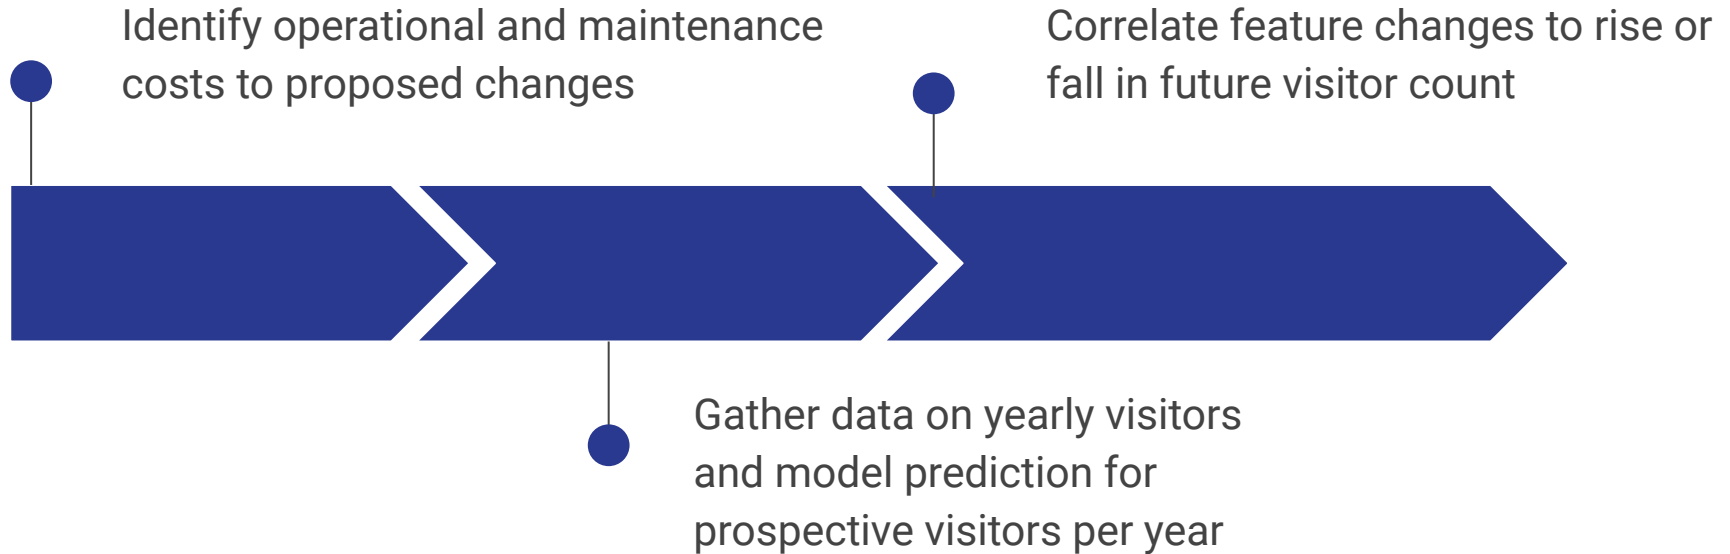 Identify operational and maintenance
costs to proposed changes
Correlate feature changes to rise or
fall in future visitor count
Gather data on yearly visitors
and model prediction for
prospective visitors per year